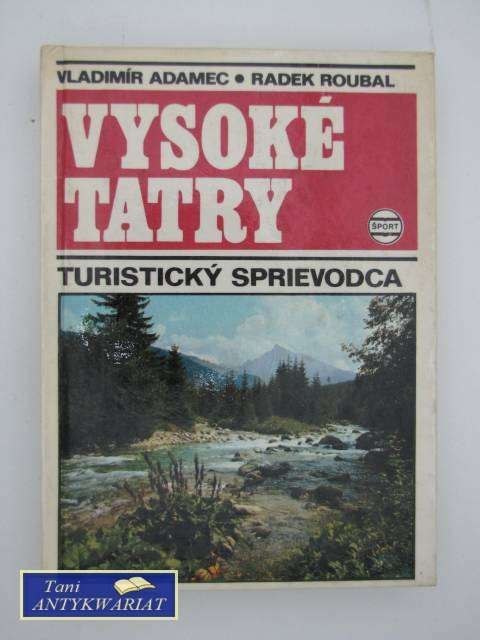 VLADIMÍR ADAMEC • RADEK ROUBAL
VYSOKÉ
TATRY
ŠPORT
TURISTICKÝ SPRIEVODCA
Tani
ANTYKWARIAT